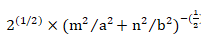 2^(1/2) × (m²/a² + n²/b²)^−(1/2